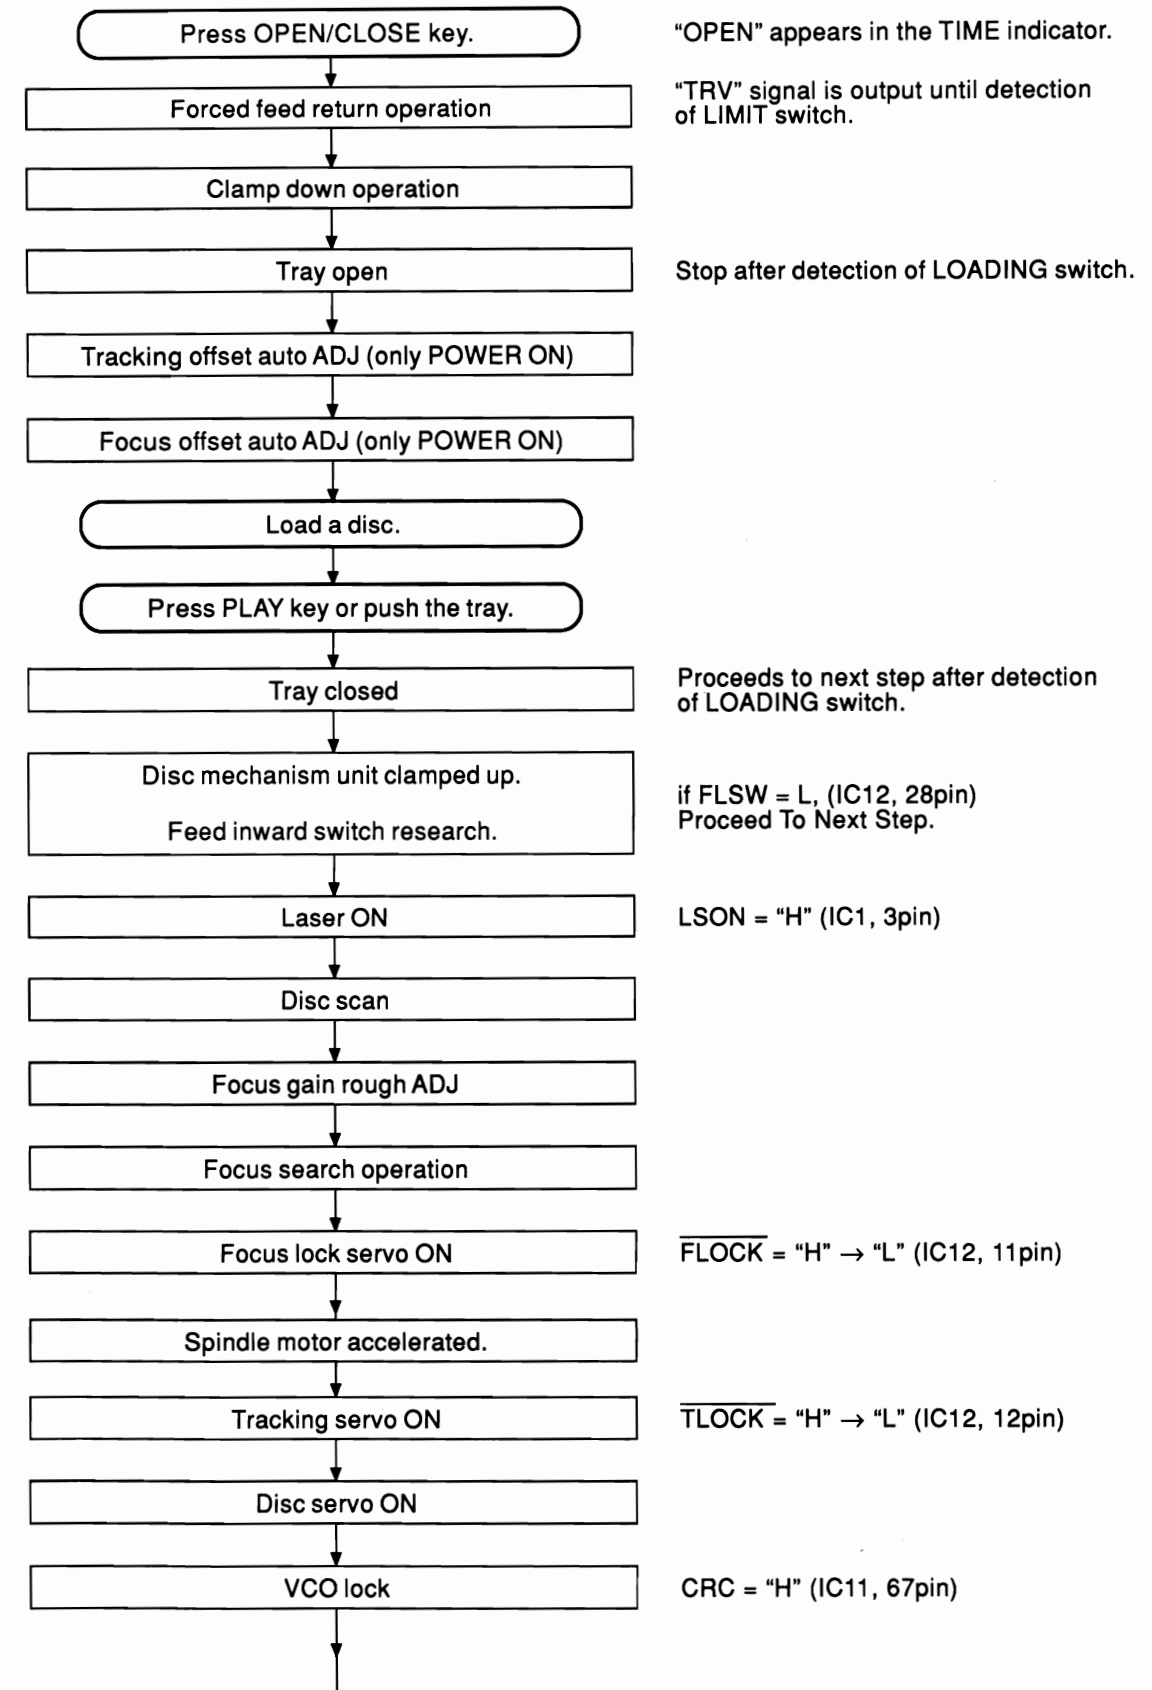 Press OPEN/CLOSE key.
“OPEN” appears in the TIME indicator.
Forced feed return operation
“TRV” signal is output until detection
of LIMIT switch.
Clamp down operation
Tray open
Stop after detection of LOADING switch.
Tracking offset auto ADJ (only POWER ON)
Focus offset auto ADJ (only POWER ON)
Load a disc.
Press PLAY key or push the tray.
Tray closed
Proceeds to next step after detection
of LOADING switch.
Disc mechanism unit clamped up.
Feed inward switch research.
if FLSW = L, (IC12, 28pin)
Proceed To Next Step.
Laser ON
LSON = “H” (IC1, 3pin)
Disc scan
Focus gain rough ADJ
Focus search operation
Focus lock servo ON
F̅L̅O̅C̅K̅ = “H” → “L” (IC12, 11pin)
Spindle motor accelerated.
Tracking servo ON
T̅L̅O̅C̅K̅ = “H” → “L” (IC12, 12pin)
Disc servo ON
VCO lock
CRC = “H” (IC11, 67pin)